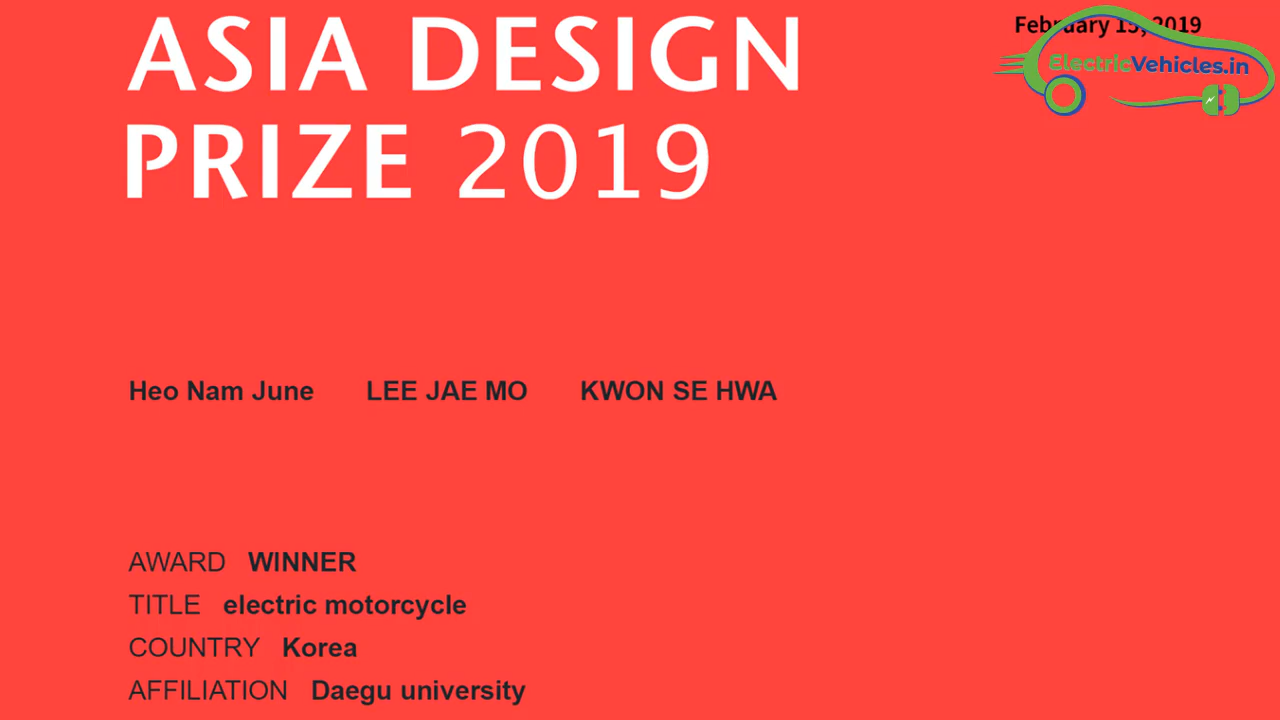 ASIA DESIGN
PRIZE 2019
February 15, 2019
ElectricVehicles.in
Heo Nam June LEE JAE MO KWON SE HWA
AWARD WINNER
TITLE electric motorcycle
COUNTRY Korea
AFFILIATION Daegu university